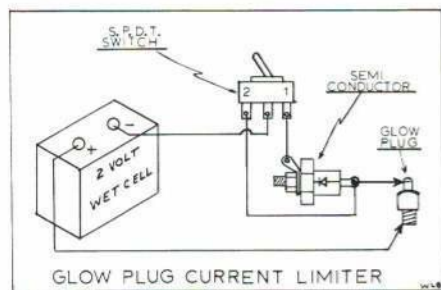 S.P.D.T.
SWITCH
2 1
SEMI
CONDUCTOR
GLOW
PLUG
+ -
2 VOLT
WET CELL
GLOW PLUG CURRENT LIMITER